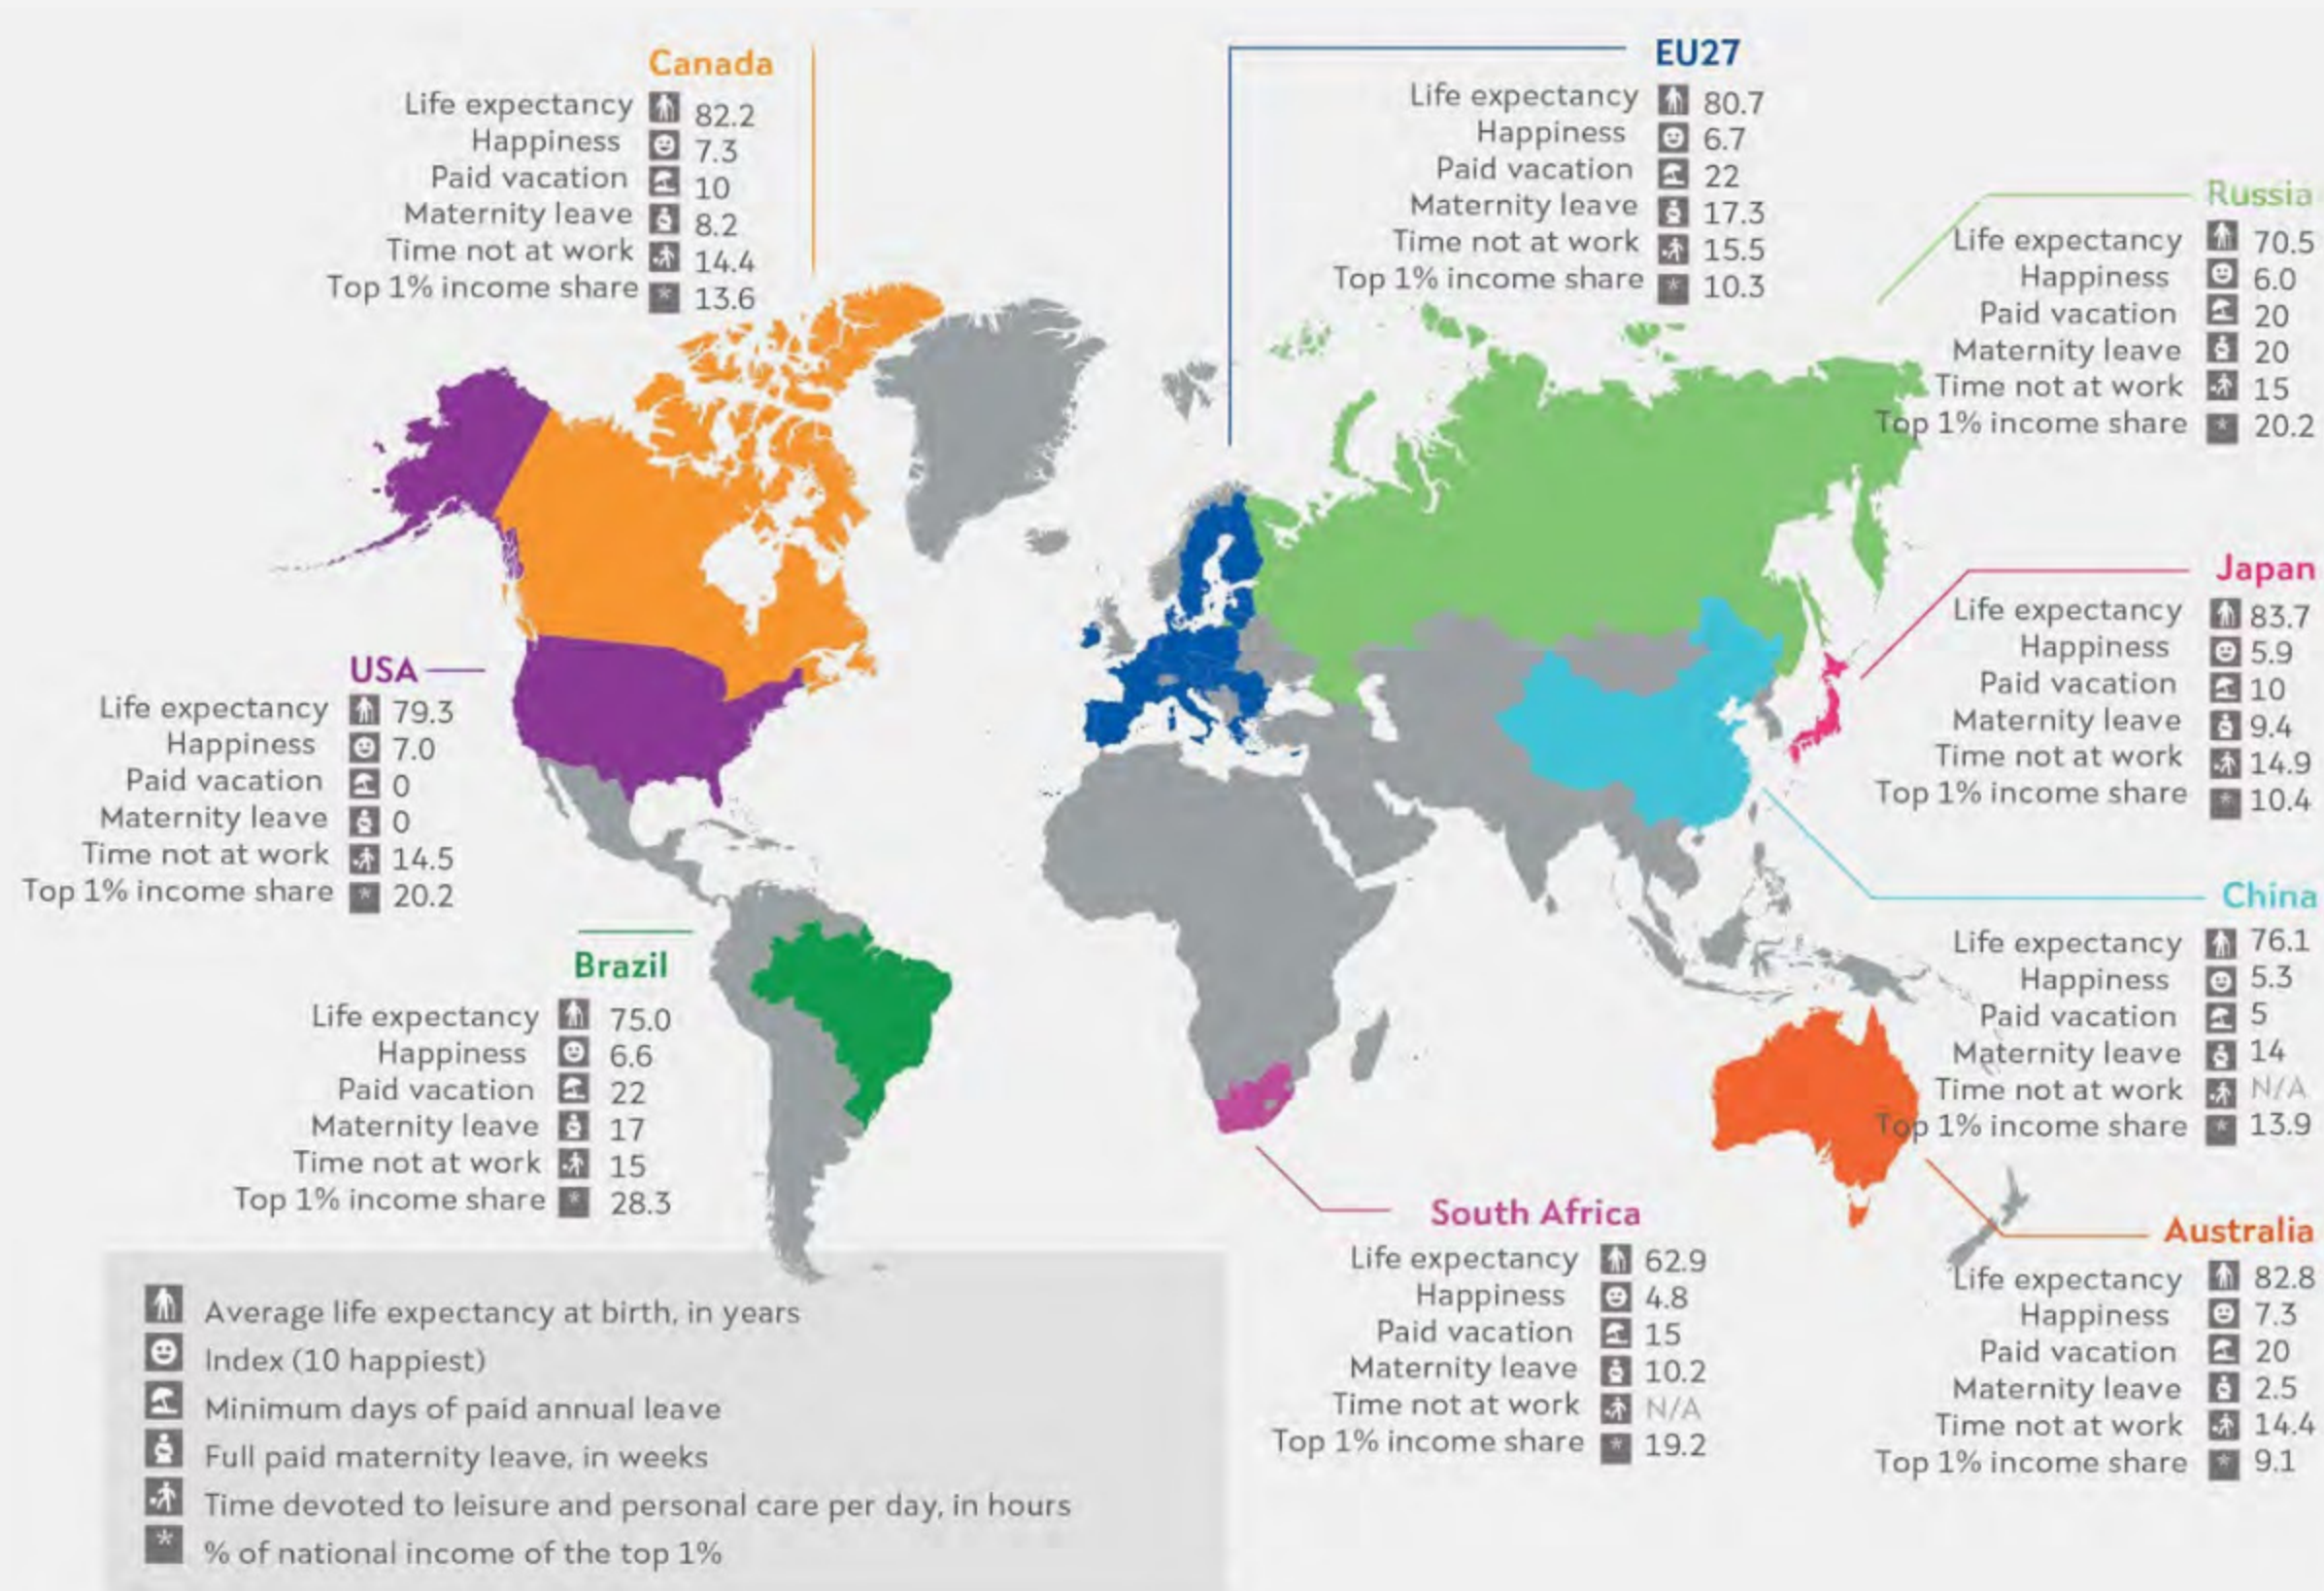 Canada
Life expectancy 82.2
Happiness 7.3
Paid vacation 10
Maternity leave 8.2
Time not at work 14.4
Top 1% income share * 13.6
EU27
Life expectancy 80.7
Happiness 6.7
Paid vacation 22
Maternity leave 17.3
Time not at work 15.5
Top 1% income share * 10.3
Russia
Life expectancy 70.5
Happiness 6.0
Paid vacation 20
Maternity leave 20
Time not at work 15
Top 1% income share * 20.2
Japan
Life expectancy 83.7
Happiness 5.9
Paid vacation 10
Maternity leave 9.4
Time not at work 14.9
Top 1% income share * 10.4
USA
Life expectancy 79.3
Happiness 7.0
Paid vacation 0
Maternity leave 0
Time not at work 14.5
Top 1% income share * 20.2
China
Life expectancy 76.1
Happiness 5.3
Paid vacation 5
Maternity leave 14
Time not at work N/A
Top 1% income share * 13.9
Brazil
Life expectancy 75.0
Happiness 6.6
Paid vacation 22
Maternity leave 17
Time not at work 15
Top 1% income share * 28.3
South Africa
Life expectancy 62.9
Happiness 4.8
Paid vacation 15
Maternity leave 10.2
Time not at work N/A
Top 1% income share * 19.2
Australia
Life expectancy 82.8
Happiness 7.3
Paid vacation 20
Maternity leave 2.5
Time not at work 14.4
Top 1% income share * 9.1
Average life expectancy at birth, in years
Index (10 happiest)
Minimum days of paid annual leave
Full paid maternity leave, in weeks
Time devoted to leisure and personal care per day, in hours
* % of national income of the top 1%